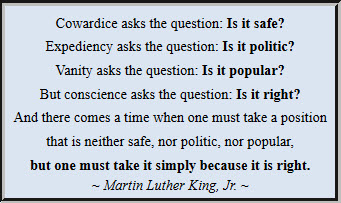 Cowardice asks the question: Is it safe?
Expediency asks the question: Is it politic?
Vanity asks the question: Is it popular?
But conscience asks the question: Is it right?
And there comes a time when one must take a position
that is neither safe, nor politic, nor popular,
but one must take it simply because it is right.
~ Martin Luther King, Jr. ~